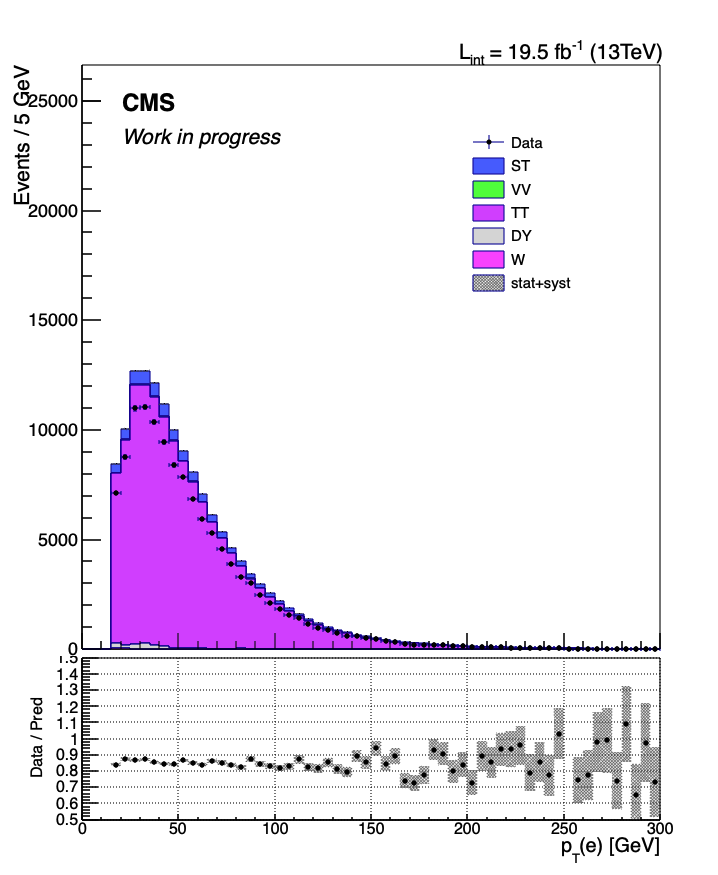 L_int = 19.5 fb^-1 (13TeV)
Events / 5 GeV
25000
20000
15000
10000
5000
0
CMS
Work in progress
Data
ST
VV
TT
DY
W
stat+syst
Data / Pred
1.5
1.4
1.3
1.2
1.1
1
0.9
0.8
0.7
0.6
0.5
0 50 100 150 200 250 300
p_T(e) [GeV]